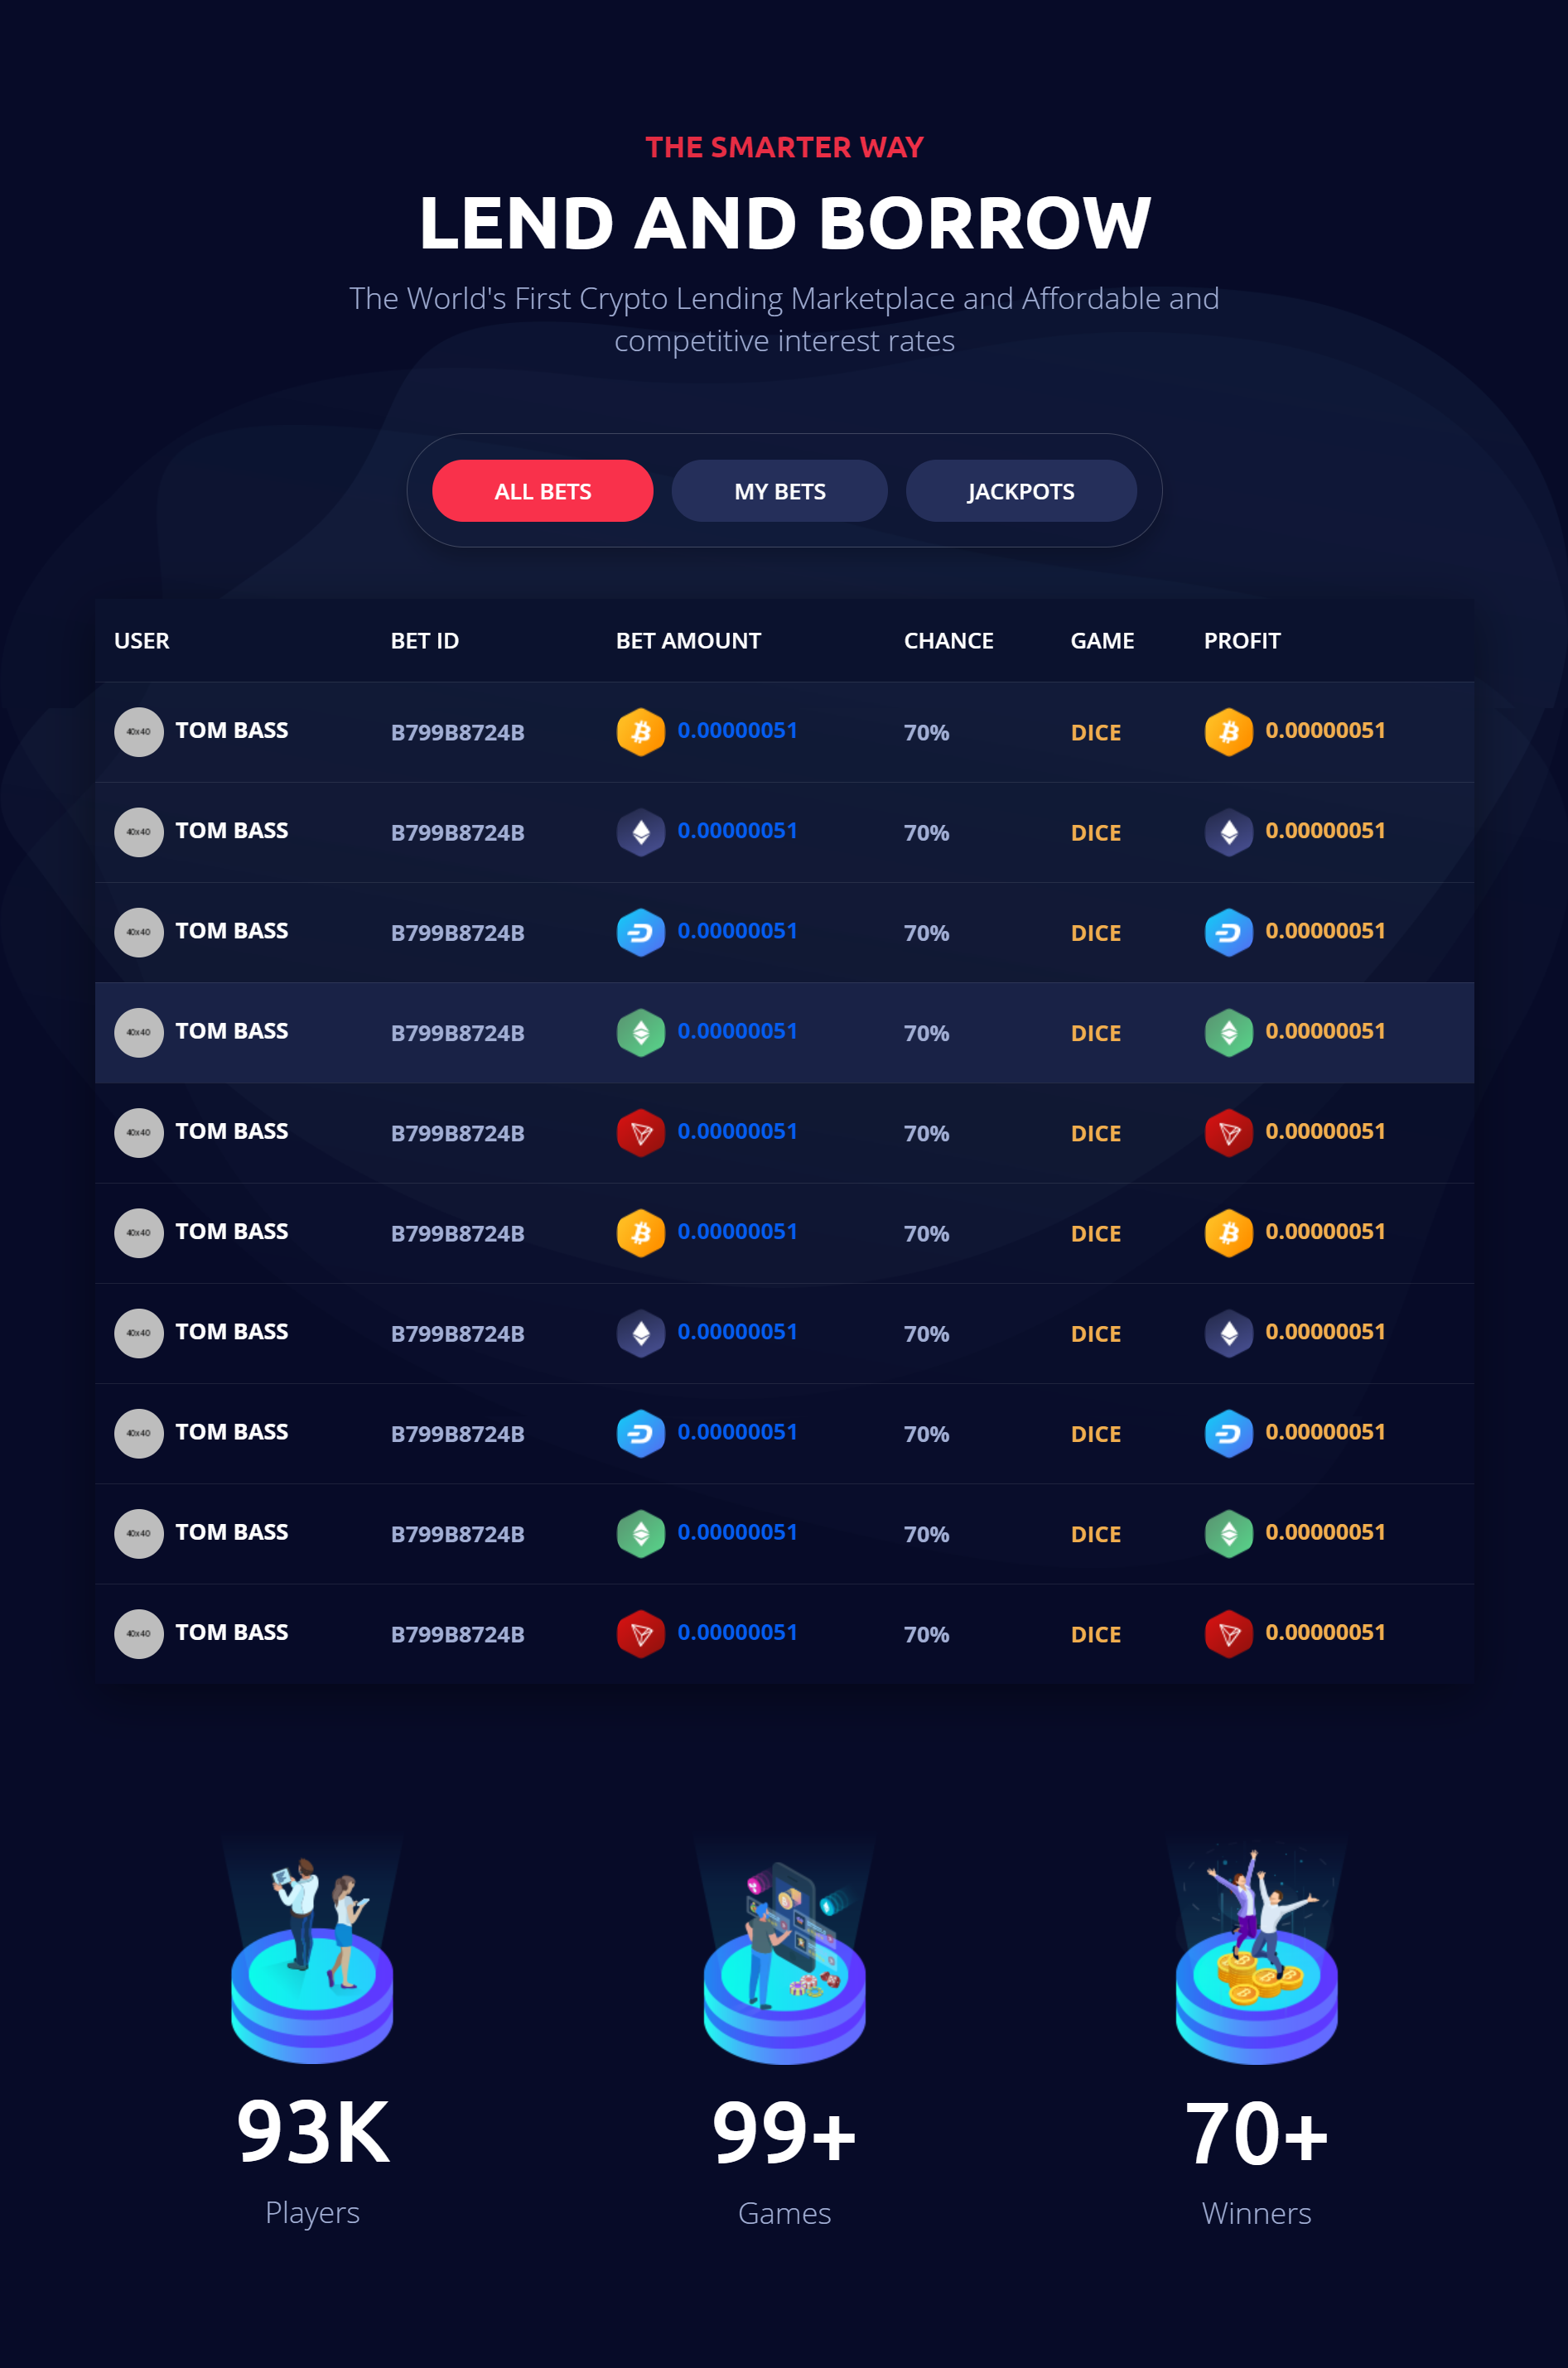 THE SMARTER WAY
LEND AND BORROW
The World's First Crypto Lending Marketplace and Affordable and
competitive interest rates
ALL BETS MY BETS JACKPOTS
USER BET ID BET AMOUNT CHANCE GAME PROFIT
40x40 TOM BASS B799B8724B 0.00000051 70% DICE 0.00000051
40x40 TOM BASS B799B8724B 0.00000051 70% DICE 0.00000051
40x40 TOM BASS B799B8724B 0.00000051 70% DICE 0.00000051
40x40 TOM BASS B799B8724B 0.00000051 70% DICE 0.00000051
40x40 TOM BASS B799B8724B 0.00000051 70% DICE 0.00000051
40x40 TOM BASS B799B8724B 0.00000051 70% DICE 0.00000051
40x40 TOM BASS B799B8724B 0.00000051 70% DICE 0.00000051
40x40 TOM BASS B799B8724B 0.00000051 70% DICE 0.00000051
40x40 TOM BASS B799B8724B 0.00000051 70% DICE 0.00000051
40x40 TOM BASS B799B8724B 0.00000051 70% DICE 0.00000051
93K 99+ 70+
Players Games Winners